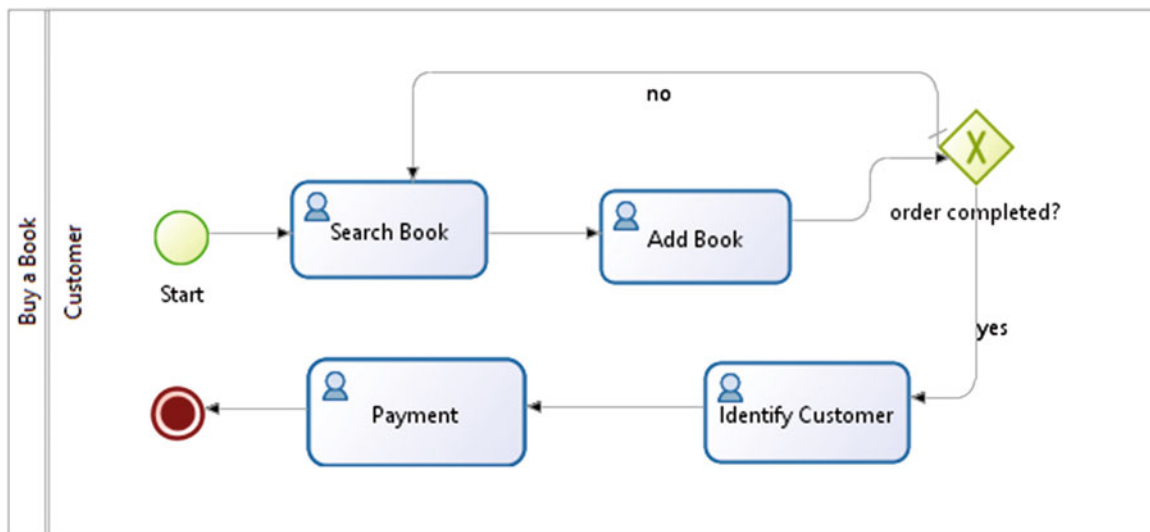 Buy a Book
Customer
no
Search Book
Add Book
order completed?
Start
yes
Payment
Identify Customer